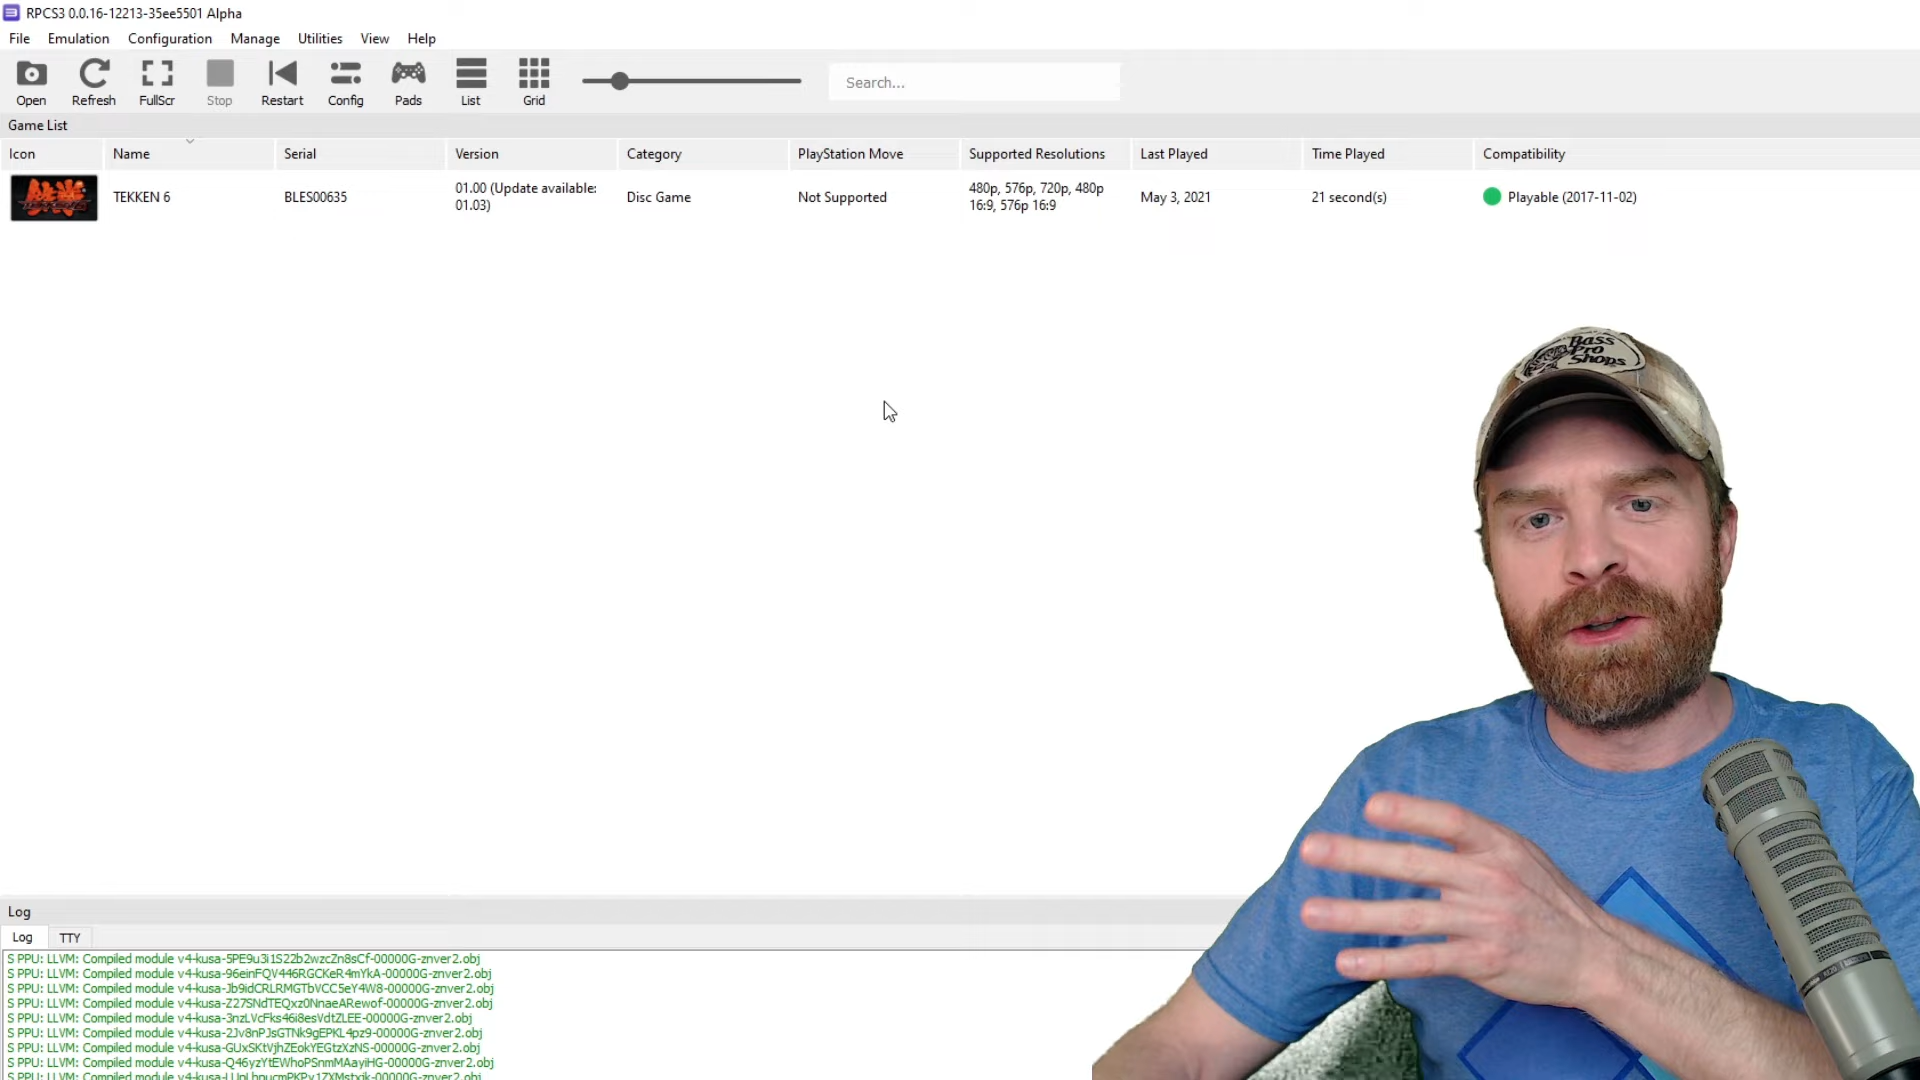 RPCS3 0.0.16-12213-35ee5501 Alpha
File Emulation Configuration Manage Utilities View Help
Open Refresh FullScr Stop Restart Config Pads List Grid Search...
Game List
Icon Name Serial Version Category PlayStation Move Supported Resolutions Last Played Time Played Compatibility
TEKKEN 6 BLES00635 01.00 (Update available: 01.03) Disc Game Not Supported 480p, 576p, 720p, 480p 16:9, 576p 16:9 May 3, 2021 21 second(s) Playable (2017-11-02)
Bass
Pro
Shops
Log
Log TTY
S PPU: LLVM: Compiled module v4-kusa-5PE9u3i1S22b2wzcZn8sCf-00000G-znver2.obj
S PPU: LLVM: Compiled module v4-kusa-96einFQV446RGCKeR4mYkA-00000G-znver2.obj
S PPU: LLVM: Compiled module v4-kusa-Jb9idCRLRMGTbVCC5eY4W8-00000G-znver2.obj
S PPU: LLVM: Compiled module v4-kusa-Z27SNdTEQxz0NnaeARewof-00000G-znver2.obj
S PPU: LLVM: Compiled module v4-kusa-3nzLVcFks46i8esVdtZLEE-00000G-znver2.obj
S PPU: LLVM: Compiled module v4-kusa-2Jv8nPJsGTNk9gEPKL4pz9-00000G-znver2.obj
S PPU: LLVM: Compiled module v4-kusa-GUxSKtVjhZEokYEGtzXzNS-00000G-znver2.obj
S PPU: LLVM: Compiled module v4-kusa-Q46yzYtEWhoPSnmMAayiHG-00000G-znver2.obj
S PPU: LLVM: Compiled module